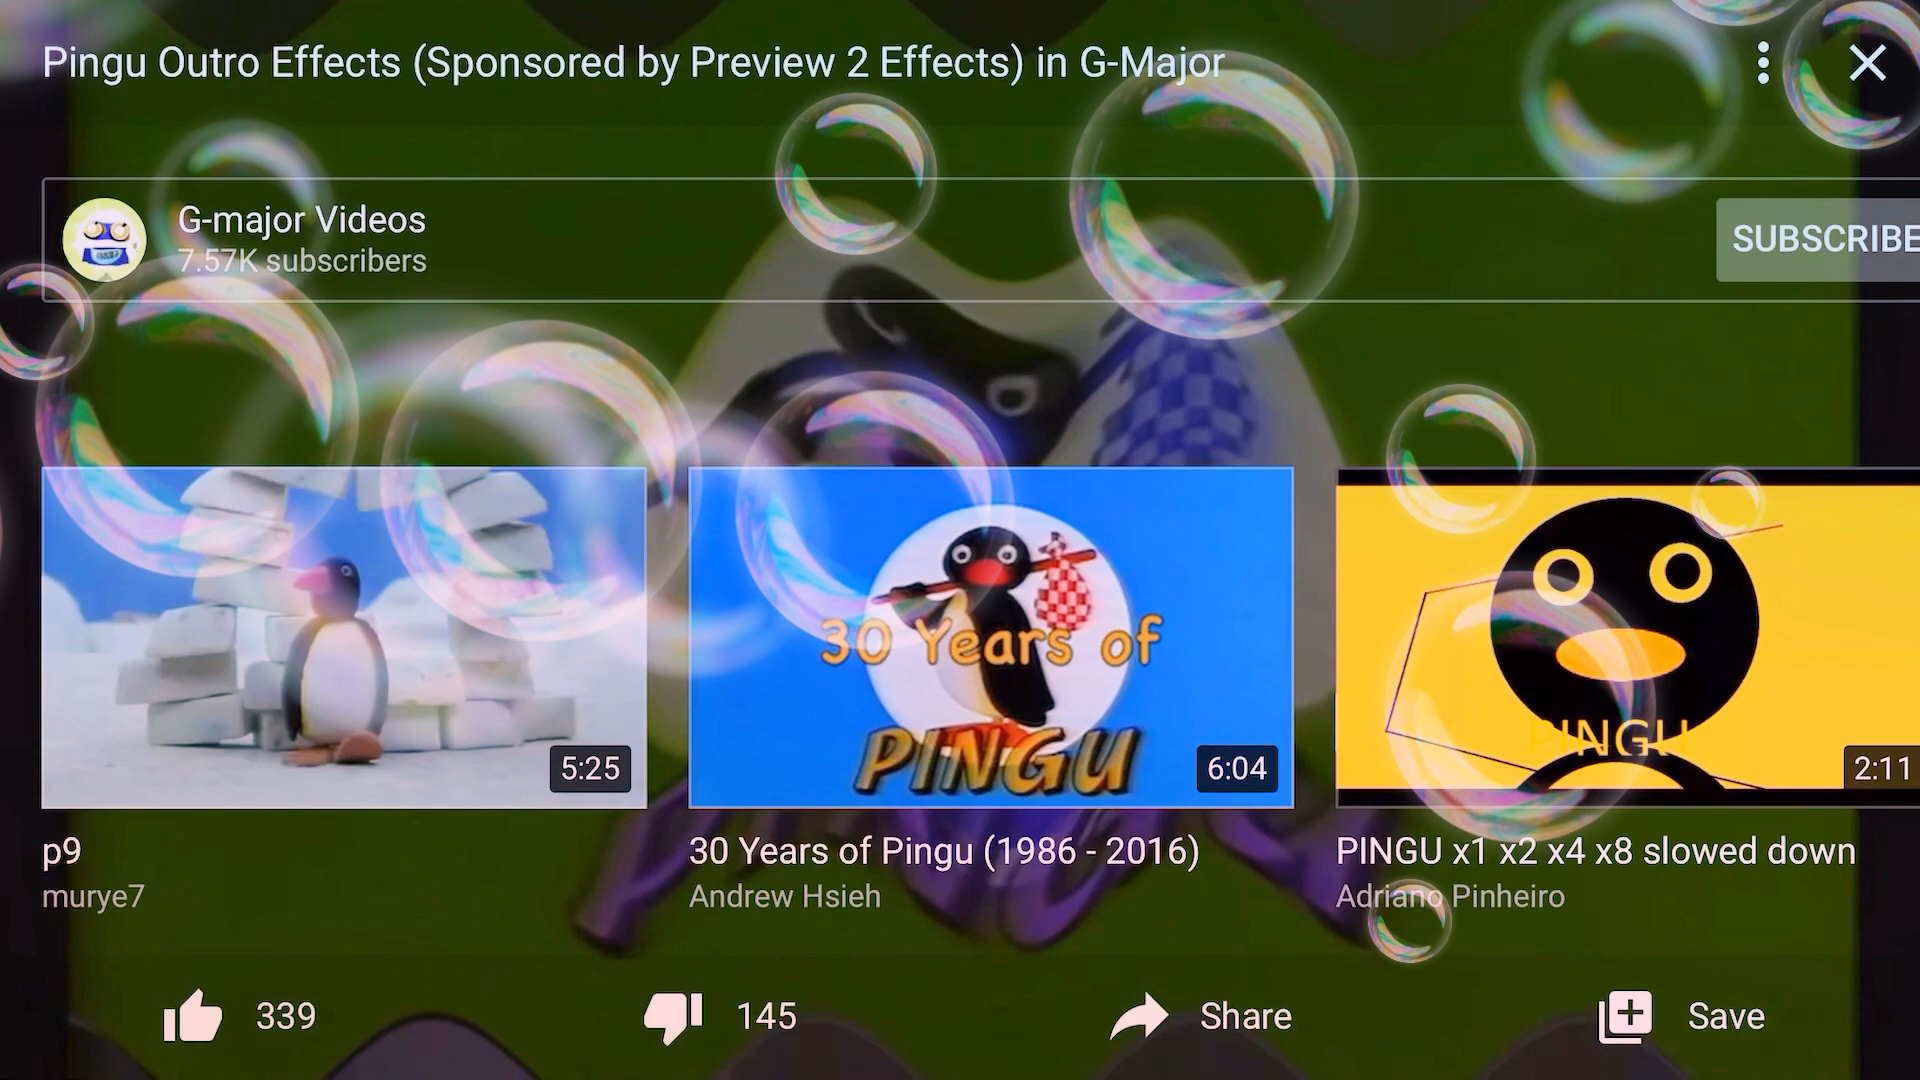 Pingu Outro Effects (Sponsored by Preview 2 Effects) in G-Major
G-major Videos
7.57K subscribers
SUBSCRIBE
30 Years of
PINGU
PINGU
5:25
6:04
2:11
p9
murye7
30 Years of Pingu (1986 - 2016)
Andrew Hsieh
PINGU x1 x2 x4 x8 slowed down
Adriano Pinheiro
339
145
Share
Save